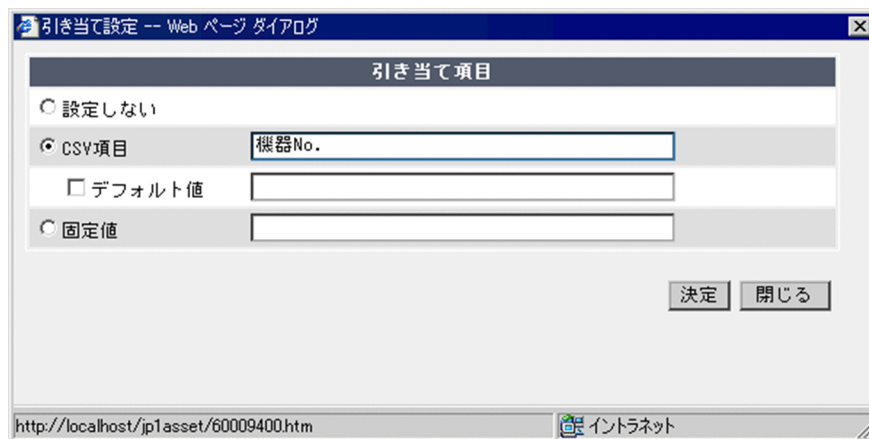 引き当て設定 -- Web ページ ダイアログ
引き当て項目
設定しない
CSV項目 機器No.
デフォルト値
固定値
決定 閉じる
http://localhost/jp1asset/60009400.htm イントラネット